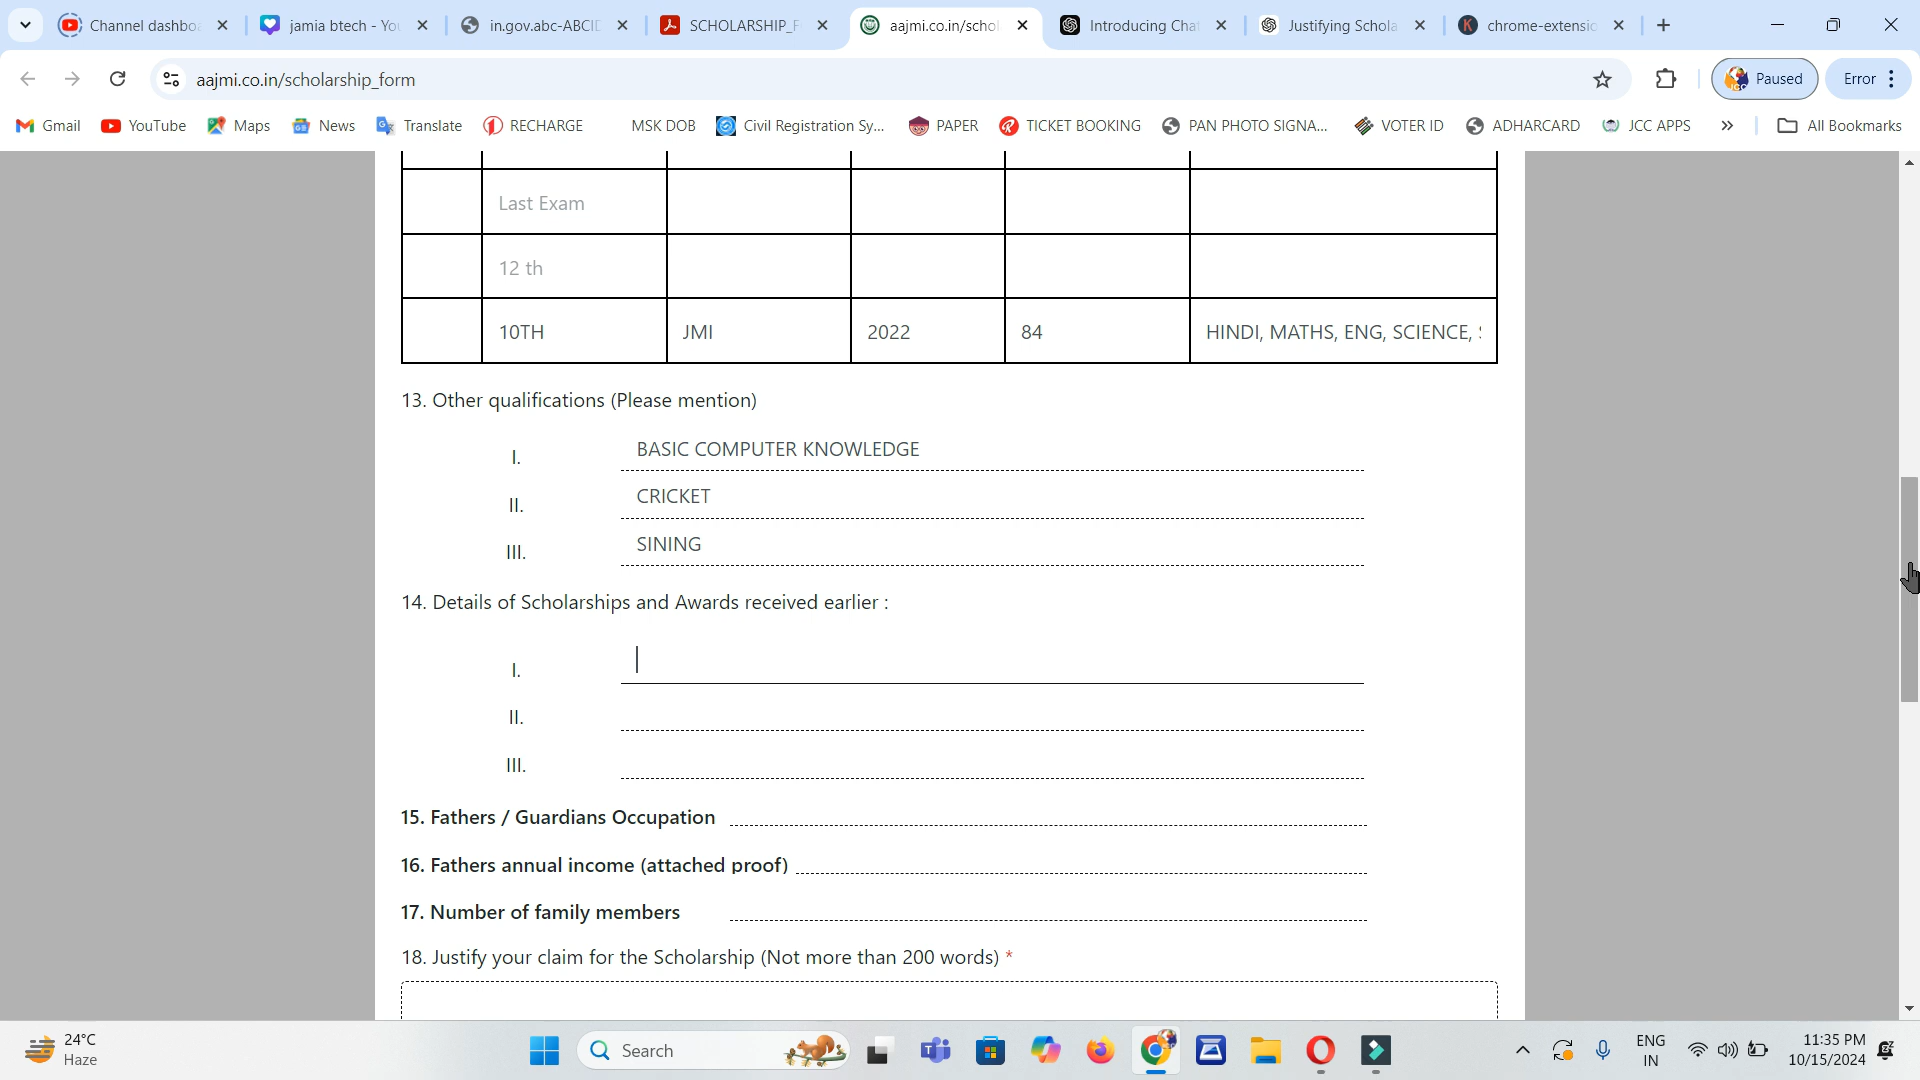 Channel dashboa
jamia btech - You
in.gov.abc-ABCID
SCHOLARSHIP_F
aajmi.co.in/schol
Introducing Chat
Justifying Schola
chrome-extensio
aajmi.co.in/scholarship_form
Paused
Error
Gmail YouTube Maps News Translate RECHARGE MSK DOB Civil Registration Sy... PAPER TICKET BOOKING PAN PHOTO SIGNA... VOTER ID ADHARCARD JCC APPS » All Bookmarks
Last Exam
12 th
10TH JMI 2022 84 HINDI, MATHS, ENG, SCIENCE,
13. Other qualifications (Please mention)
I. BASIC COMPUTER KNOWLEDGE
II. CRICKET
III. SINING
14. Details of Scholarships and Awards received earlier :
I.
II.
III.
15. Fathers / Guardians Occupation
16. Fathers annual income (attached proof)
17. Number of family members
18. Justify your claim for the Scholarship (Not more than 200 words) *
24°C
Haze
Search
ENG
IN
11:35 PM
10/15/2024